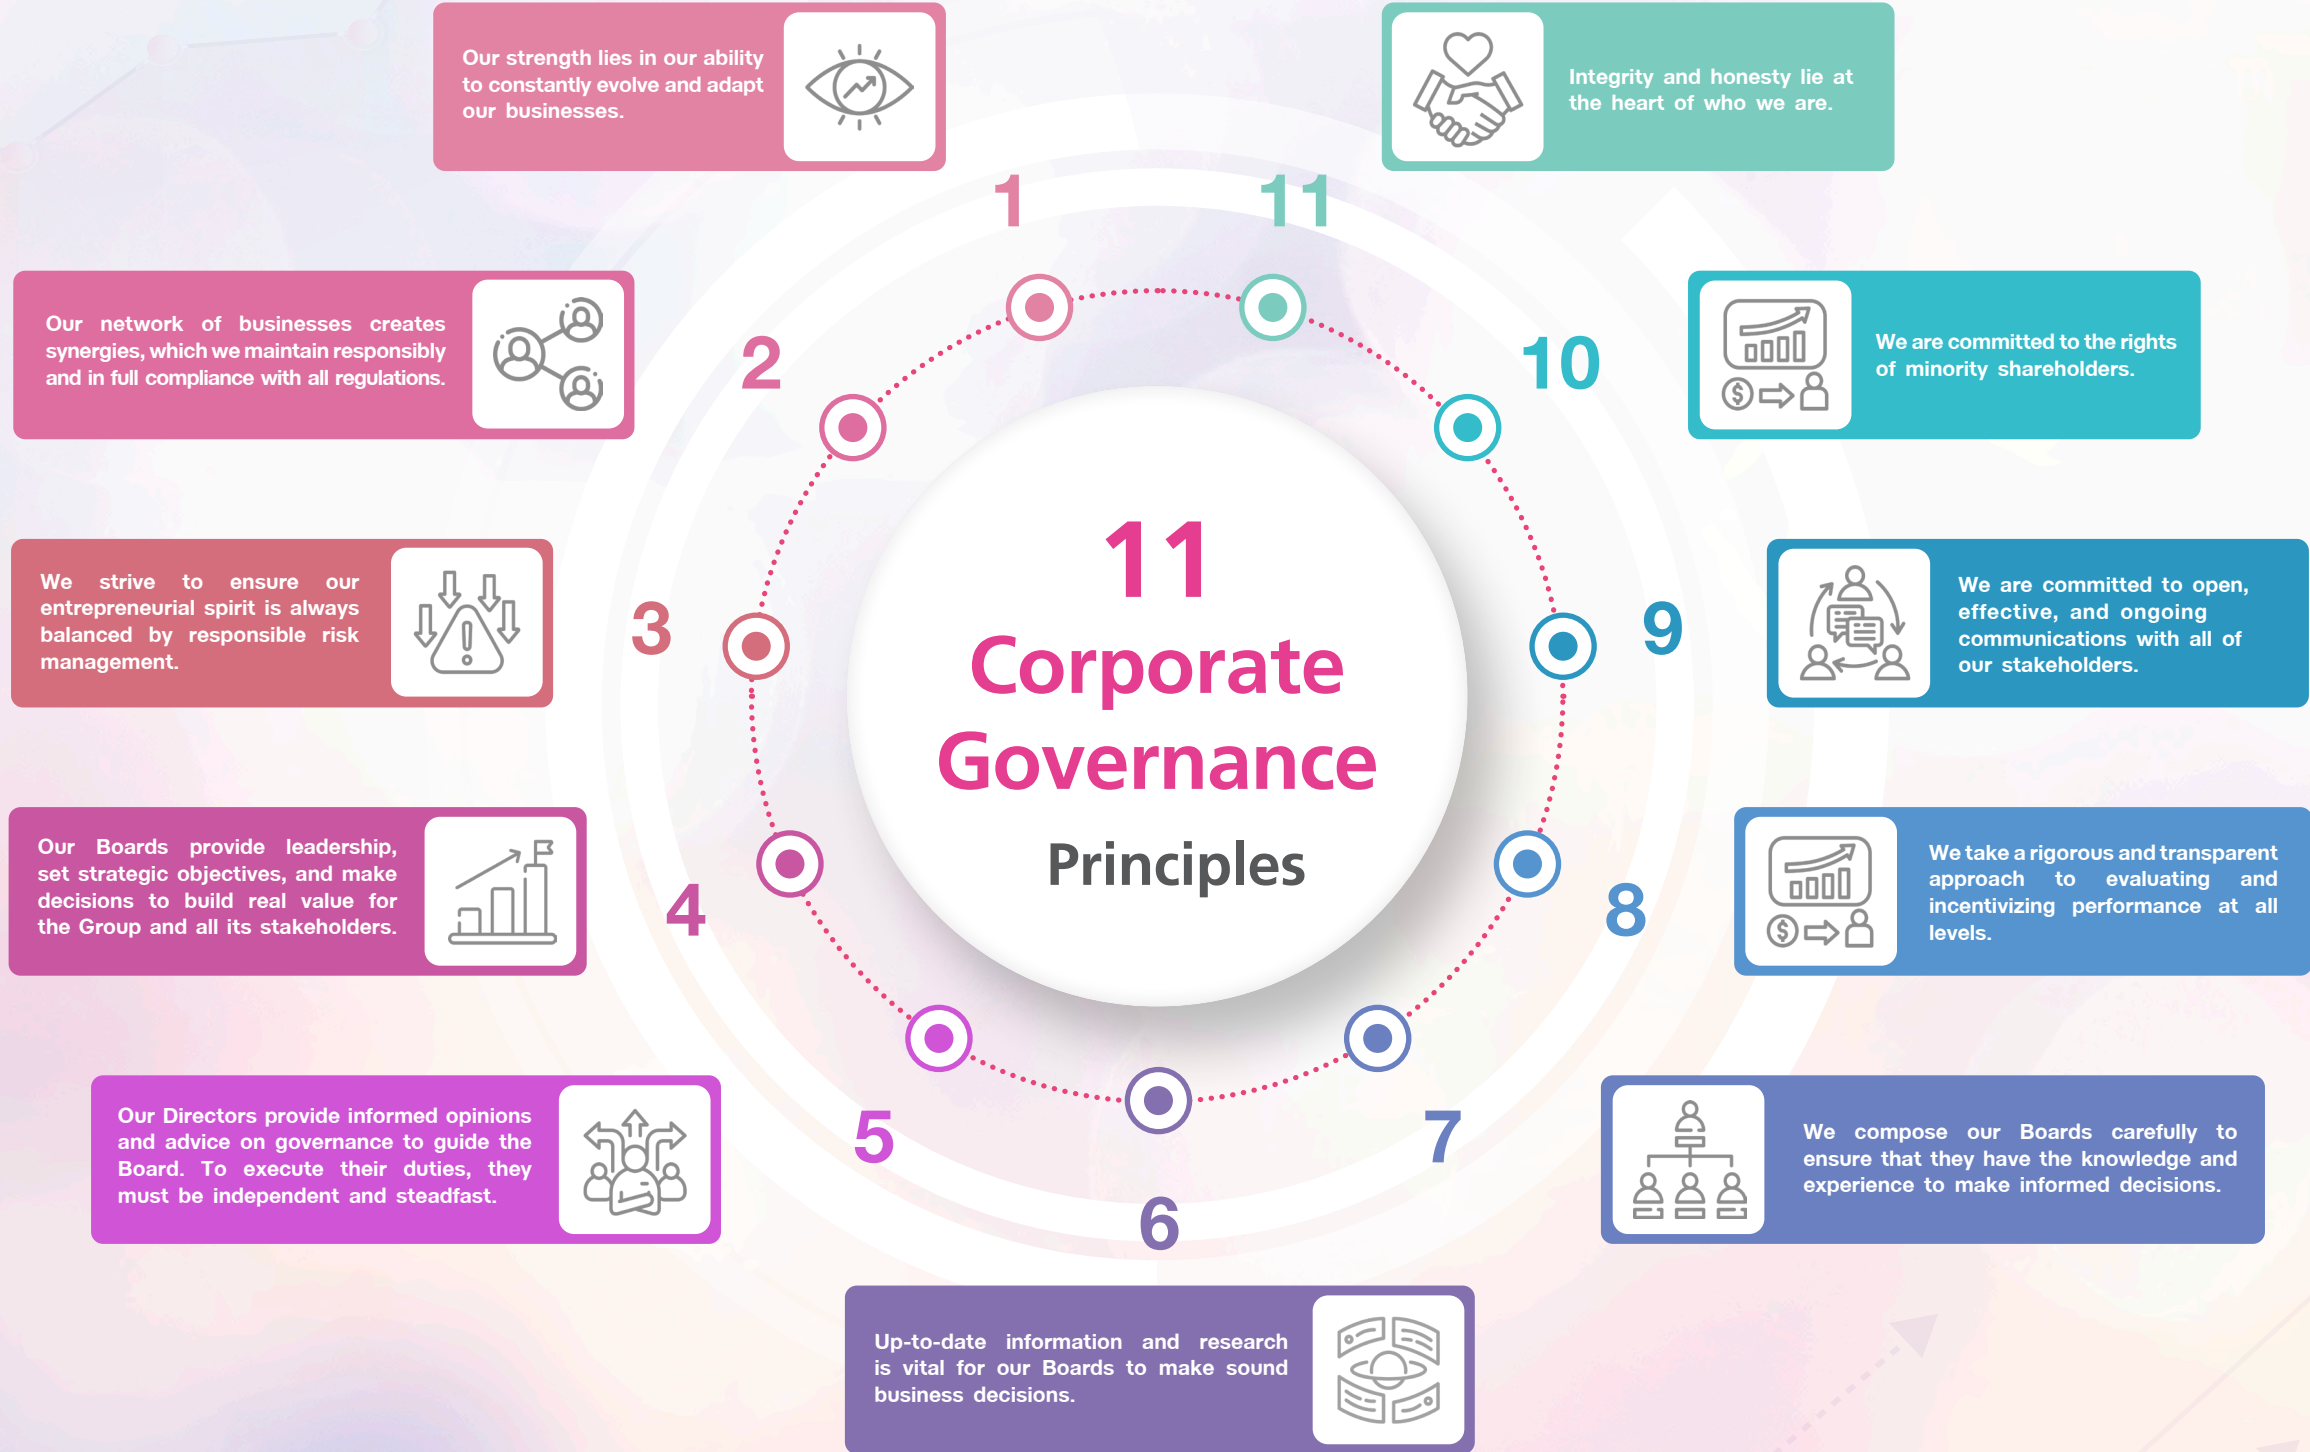 11
Corporate
Governance
Principles
1
Our strength lies in our ability
to constantly evolve and adapt
our businesses.
2
Our network of businesses creates
synergies, which we maintain responsibly
and in full compliance with all regulations.
3
We strive to ensure our
entrepreneurial spirit is always
balanced by responsible risk
management.
4
Our Boards provide leadership,
set strategic objectives, and make
decisions to build real value for
the Group and all its stakeholders.
5
Our Directors provide informed opinions
and advice on governance to guide the
Board. To execute their duties, they
must be independent and steadfast.
6
Up-to-date information and research
is vital for our Boards to make sound
business decisions.
7
We compose our Boards carefully to
ensure that they have the knowledge and
experience to make informed decisions.
8
We take a rigorous and transparent
approach to evaluating and
incentivizing performance at all
levels.
$
9
We are committed to open,
effective, and ongoing
communications with all of
our stakeholders.
10
We are committed to the rights
of minority shareholders.
$
11
Integrity and honesty lie at
the heart of who we are.